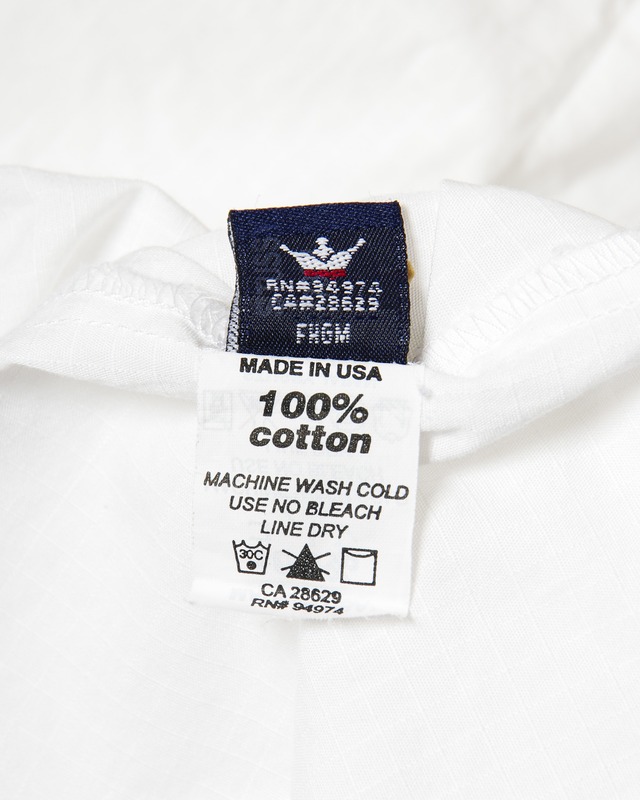 RN#94974
CA#28629
FHGM
MADE IN USA
100%
cotton
MACHINE WASH COLD
USE NO BLEACH
LINE DRY
30C
CA 28629
RN# 94974